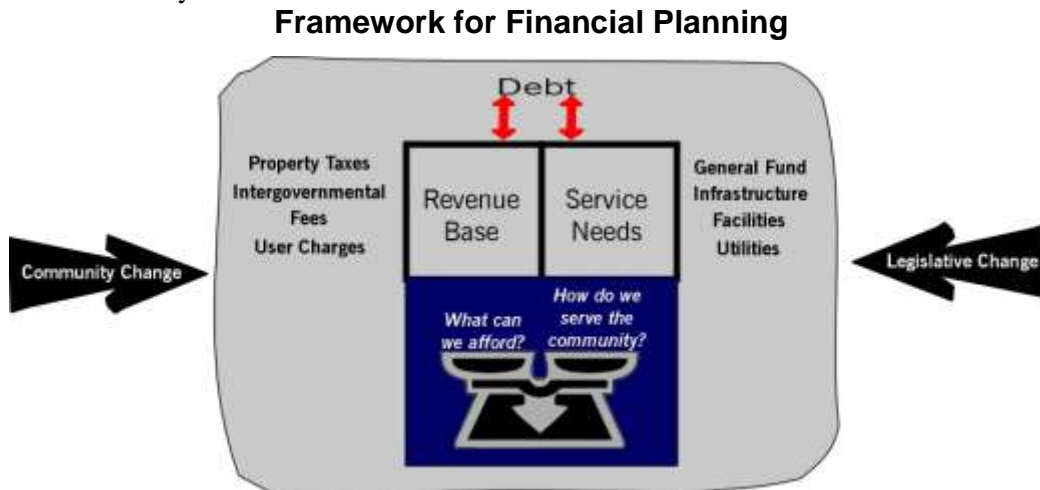 Framework for Financial Planning
Debt
Property Taxes
Intergovernmental
Fees
User Charges
Revenue
Base
Service
Needs
General Fund
Infrastructure
Facilities
Utilities
Community Change
Legislative Change
What can
we afford?
How do we
serve the
community?